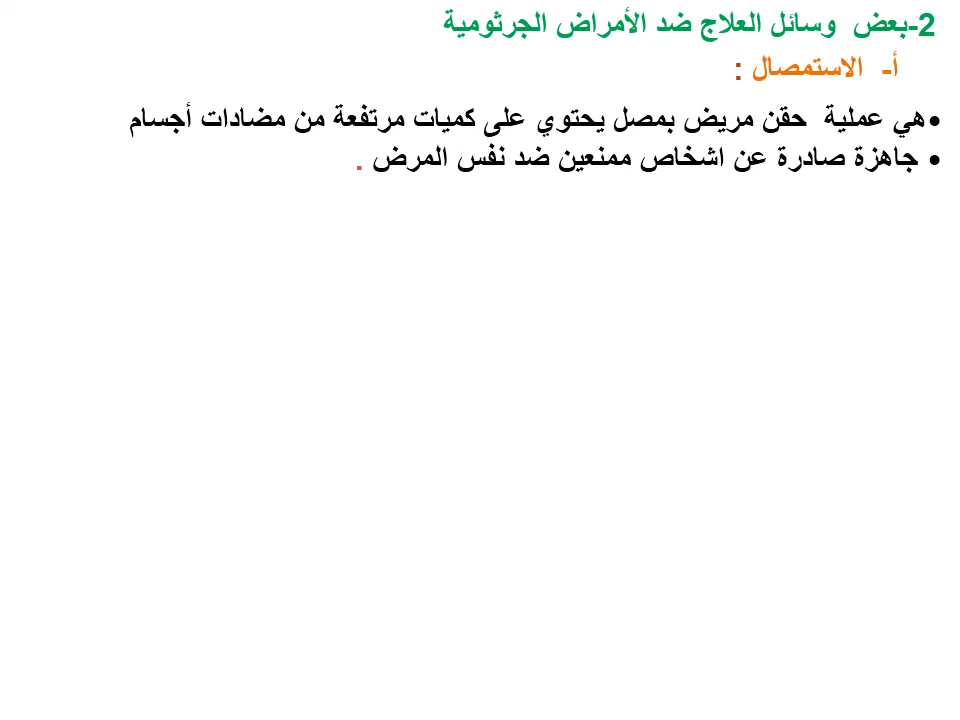 2-بعض وسائل العلاج ضد الأمراض الجرثومية
أ- الاستمصال :
•هي عملية حقن مريض بمصل يحتوي على كميات مرتفعة من مضادات أجسام
• جاهزة صادرة عن اشخاص ممنعين ضد نفس المرض .